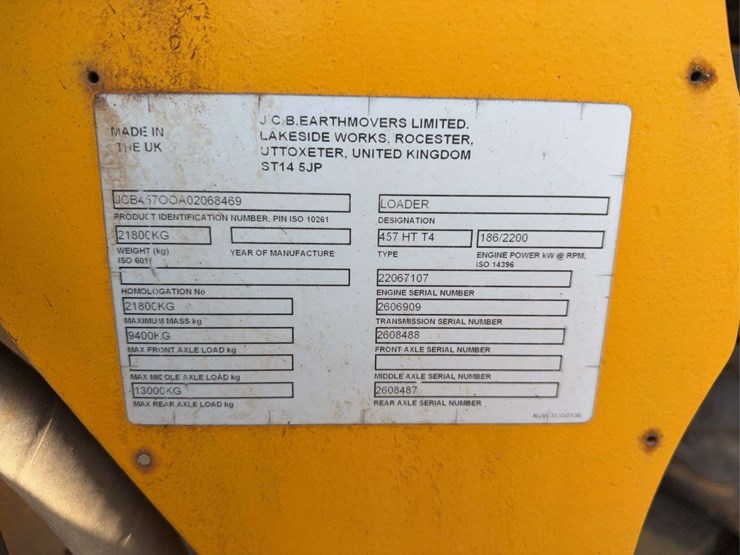 MADE IN
THE UK
J.C.B.EARTHMOVERS LIMITED.
LAKESIDE WORKS, ROCESTER,
UTTOXETER, UNITED KINGDOM
ST14 5JP
JCB457OOA02068469
PRODUCT IDENTIFICATION NUMBER, PIN ISO 10261
LOADER
DESIGNATION
21800KG
WEIGHT (kg)
ISO 6011
YEAR OF MANUFACTURE
457 HT T4
TYPE
186/2200
ENGINE POWER kW @ RPM,
ISO 14396
HOMOLOGATION No
22067107
ENGINE SERIAL NUMBER
21800KG
MAXIMUM MASS kg
2606909
TRANSMISSION SERIAL NUMBER
9400KG
MAX FRONT AXLE LOAD kg
2608488
FRONT AXLE SERIAL NUMBER
MAX MIDDLE AXLE LOAD kg
MIDDLE AXLE SERIAL NUMBER
13000KG
MAX REAR AXLE LOAD kg
2608487
REAR AXLE SERIAL NUMBER